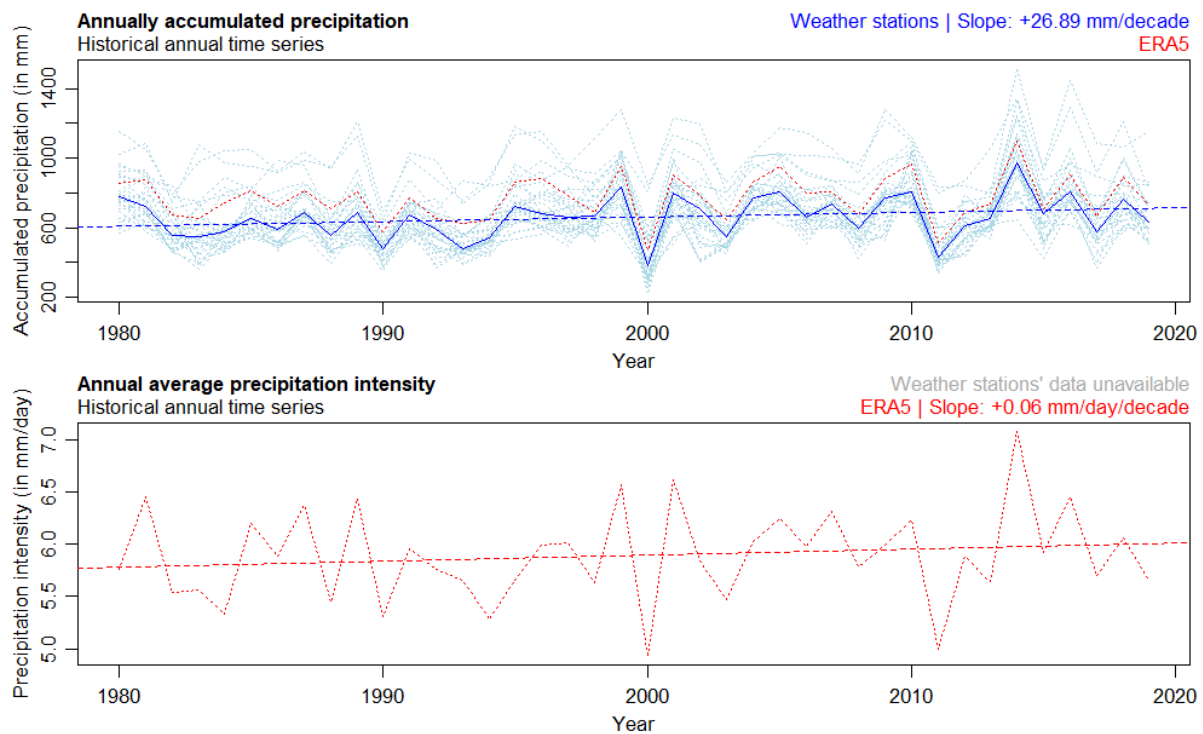 Annually accumulated precipitation
Weather stations | Slope: +26.89 mm/decade
Historical annual time series
ERA5
Accumulated precipitation (in mm)
1400
1000
600
200
1980 1990 2000 2010 2020
Year
Annual average precipitation intensity
Weather stations' data unavailable
Historical annual time series
ERA5 | Slope: +0.06 mm/day/decade
Precipitation intensity (in mm/day)
7.0
6.5
6.0
5.5
5.0
1980 1990 2000 2010 2020
Year